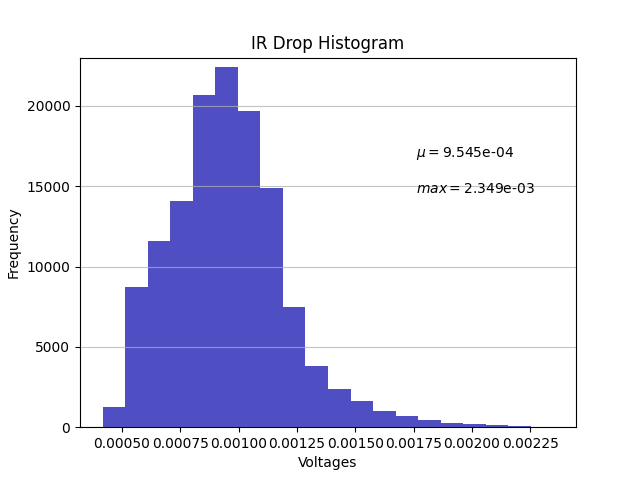 IR Drop Histogram
20000
15000
10000
5000
0
Frequency
μ = 9.545e-04
max = 2.349e-03
0.00050 0.00075 0.00100 0.00125 0.00150 0.00175 0.00200 0.00225
Voltages